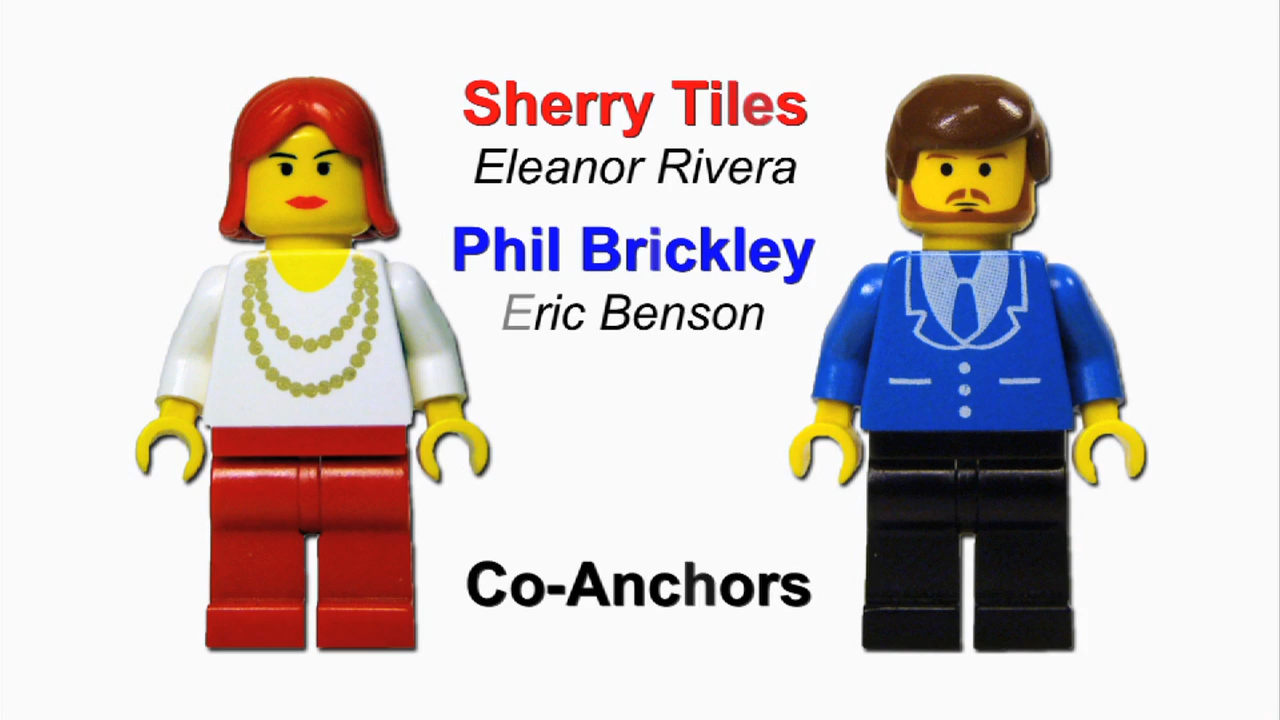 Sherry Tiles
Eleanor Rivera
Phil Brickley
Eric Benson
Co-Anchors